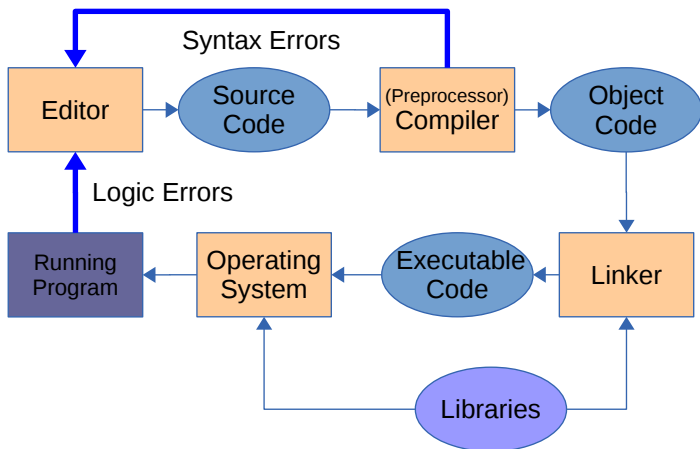 Syntax Errors
Editor
Source
Code
(Preprocessor)
Compiler
Object
Code
Logic Errors
Running
Program
Operating
System
Executable
Code
Linker
Libraries